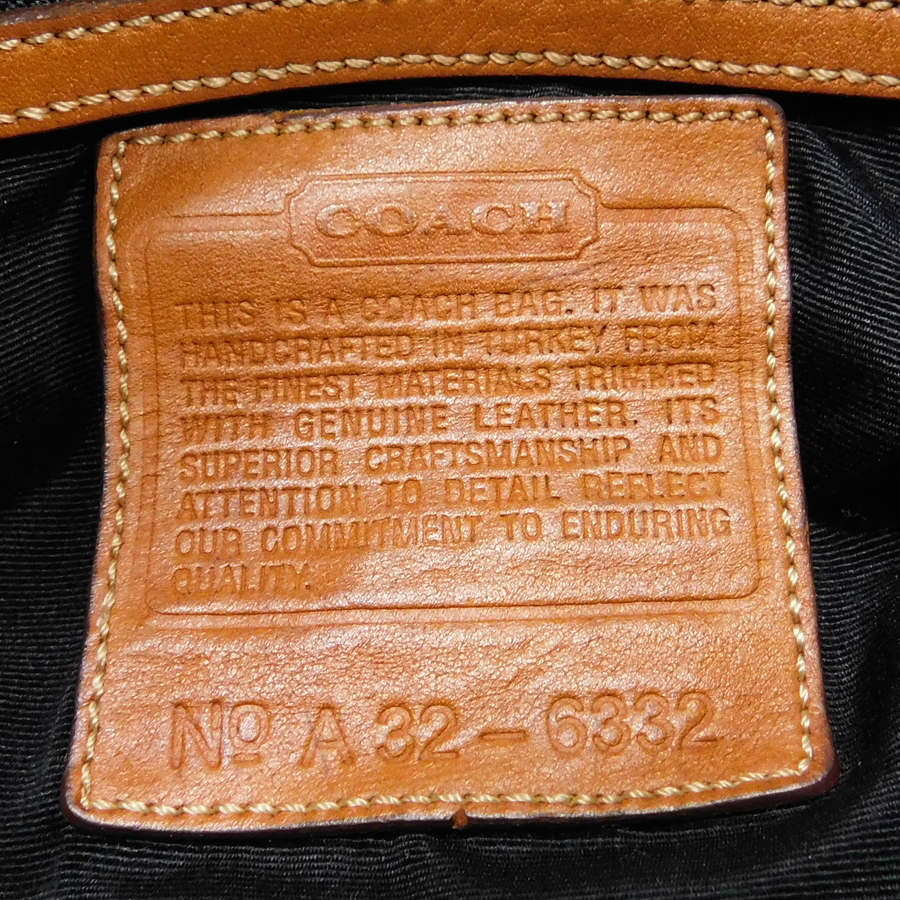 COACH
THIS IS A COACH BAG. IT WAS
HANDCRAFTED IN TURKEY FROM
THE FINEST MATERIALS TRIMMED
WITH GENUINE LEATHER. ITS
SUPERIOR CRAFTSMANSHIP AND
ATTENTION TO DETAIL REFLECT
OUR COMMITMENT TO ENDURING
QUALITY.
Nº A32-6332